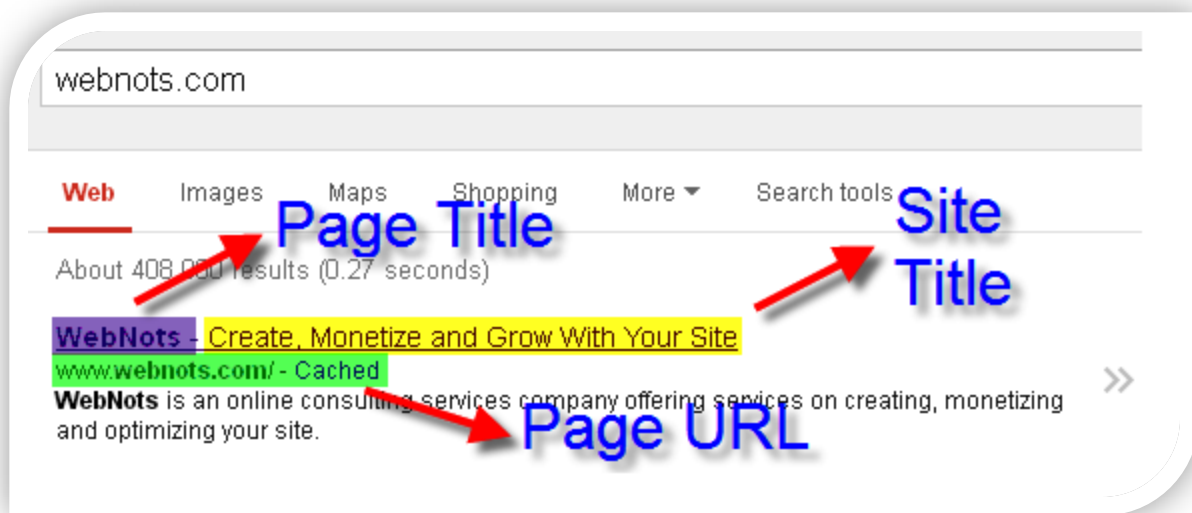 webnots.com
Web Images Maps Shopping More Search tools
Page Title
Site
Title
About 408,000 results (0.27 seconds)
WebNots - Create, Monetize and Grow With Your Site
www.webnots.com/ - Cached
WebNots is an online consulting services company offering services on creating, monetizing
and optimizing your site.
Page URL